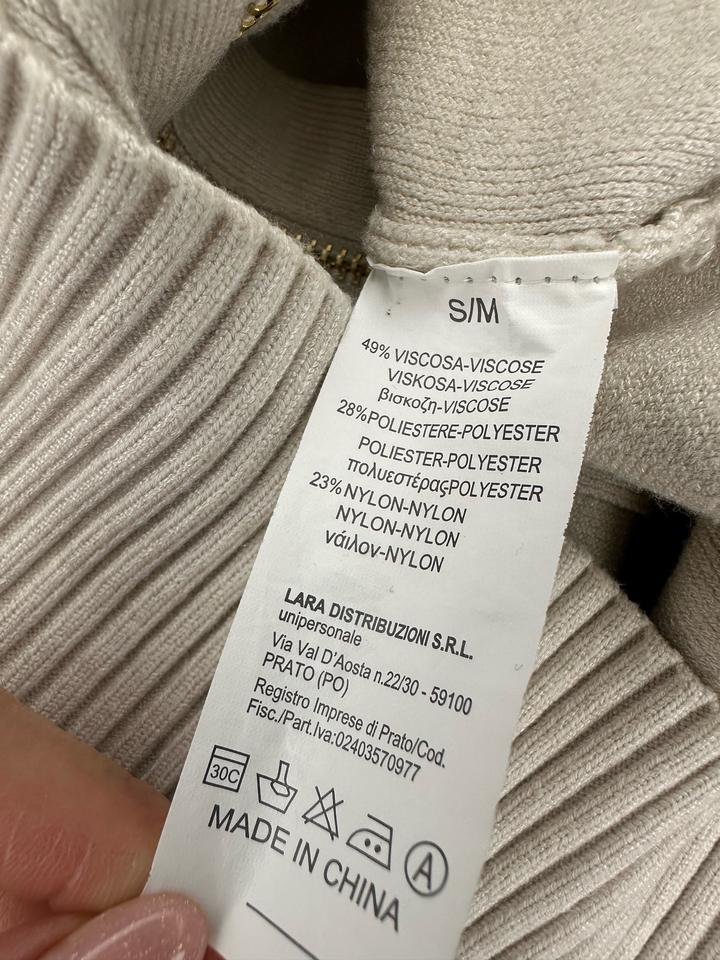 S/M
49% VISCOSA-VISCOSE
VISKOSA-VISCOSE
βισκοζη-VISCOSE
28%POLIESTERE-POLYESTER
POLIESTER-POLYESTER
πολυεστέραςPOLYESTER
23%NYLON-NYLON
NYLON-NYLON
νάιλον-NYLON
LARA DISTRIBUZIONI S.R.L.
unipersonale
Via Val D'Aosta n.22/30 - 59100
PRATO (PO)
Registro Imprese di Prato/Cod.
Fisc./Part.Iva:02403570977
30C A
MADE IN CHINA